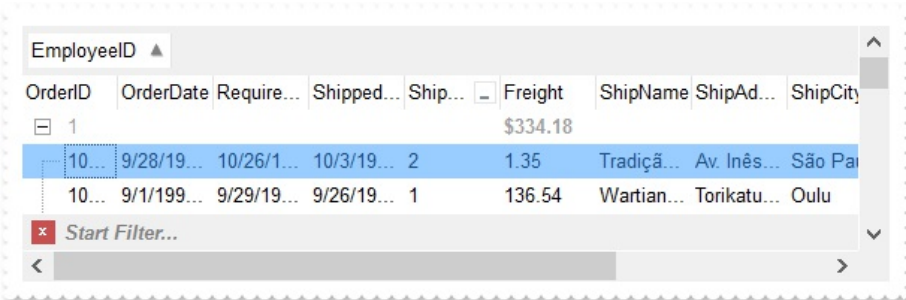 EmployeeID
OrderID OrderDate Require... Shipped... Ship... Freight ShipName ShipAd... ShipCity
1 $334.18
10... 9/28/19... 10/26/1... 10/3/19... 2 1.35 Tradiçã... Av. Inês... São Pau
10... 9/1/199... 9/29/19... 9/26/19... 1 136.54 Wartian... Torikatu... Oulu
x Start Filter...